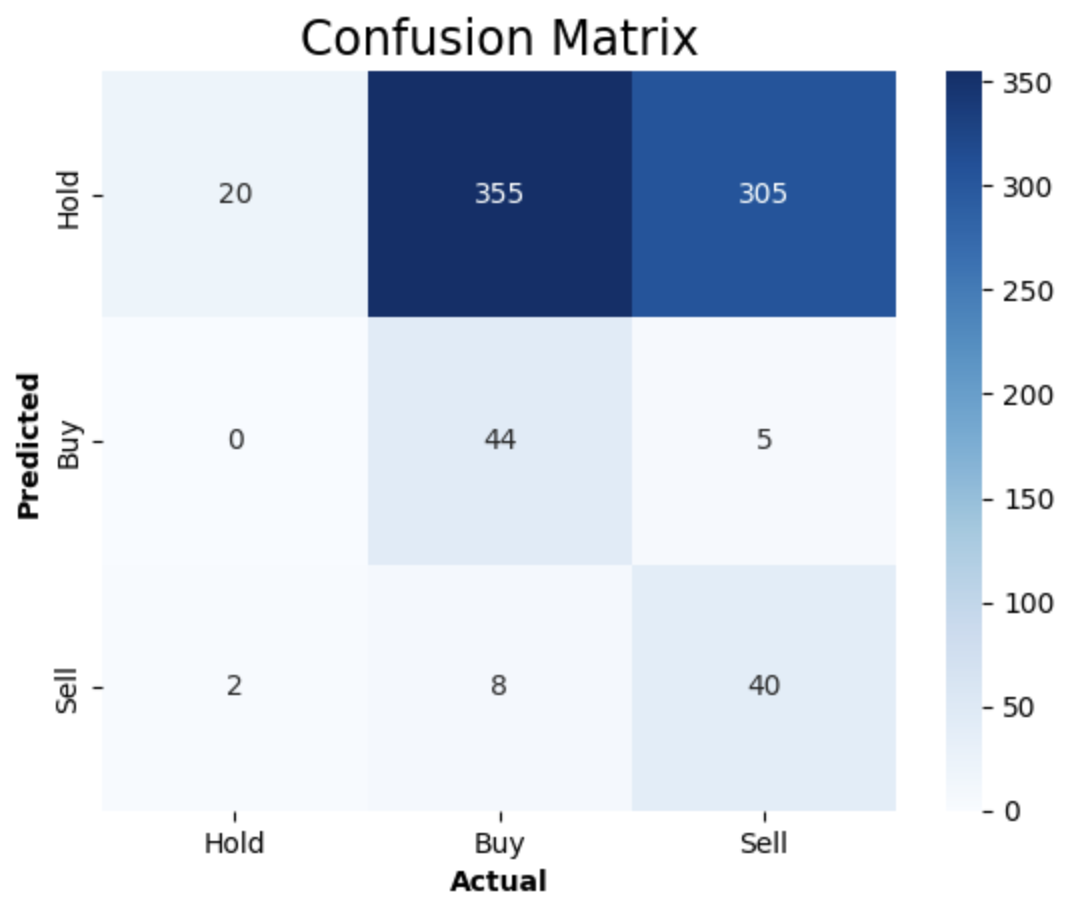 Confusion Matrix
Hold 20 355 305
Buy 0 44 5
Sell 2 8 40
Predicted
Hold Buy Sell
Actual
350
300
250
200
150
100
50
0